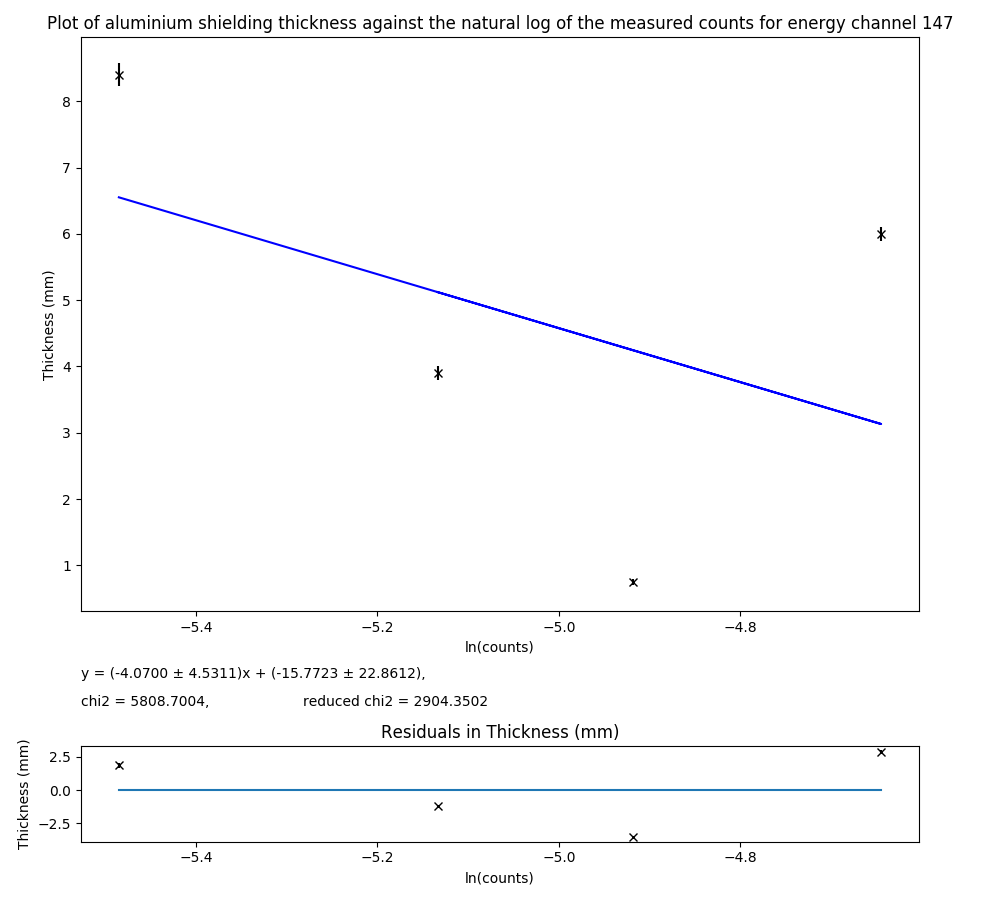 Plot of aluminium shielding thickness against the natural log of the measured counts for energy channel 147
8
7
6
5
4
3
2
1
Thickness (mm)
−5.4 −5.2 −5.0 −4.8
ln(counts)
y = (-4.0700 ± 4.5311)x + (-15.7723 ± 22.8612),
chi2 = 5808.7004, reduced chi2 = 2904.3502
Residuals in Thickness (mm)
2.5
0.0
−2.5
Thickness (mm)
−5.4 −5.2 −5.0 −4.8
ln(counts)